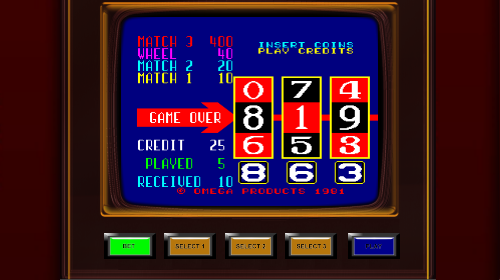 MATCH 3 400
WHEEL 40
MATCH 2 20
MATCH 1 10
INSERT COINS
PLAY CREDITS
0 7 4
GAME OVER
8 1 9
6 5 3
CREDIT 25
PLAYED 5
RECEIVED 10
8 6 3
© OMEGA PRODUCTS 1981
BET
SELECT 1
SELECT 2
SELECT 3
PLAY